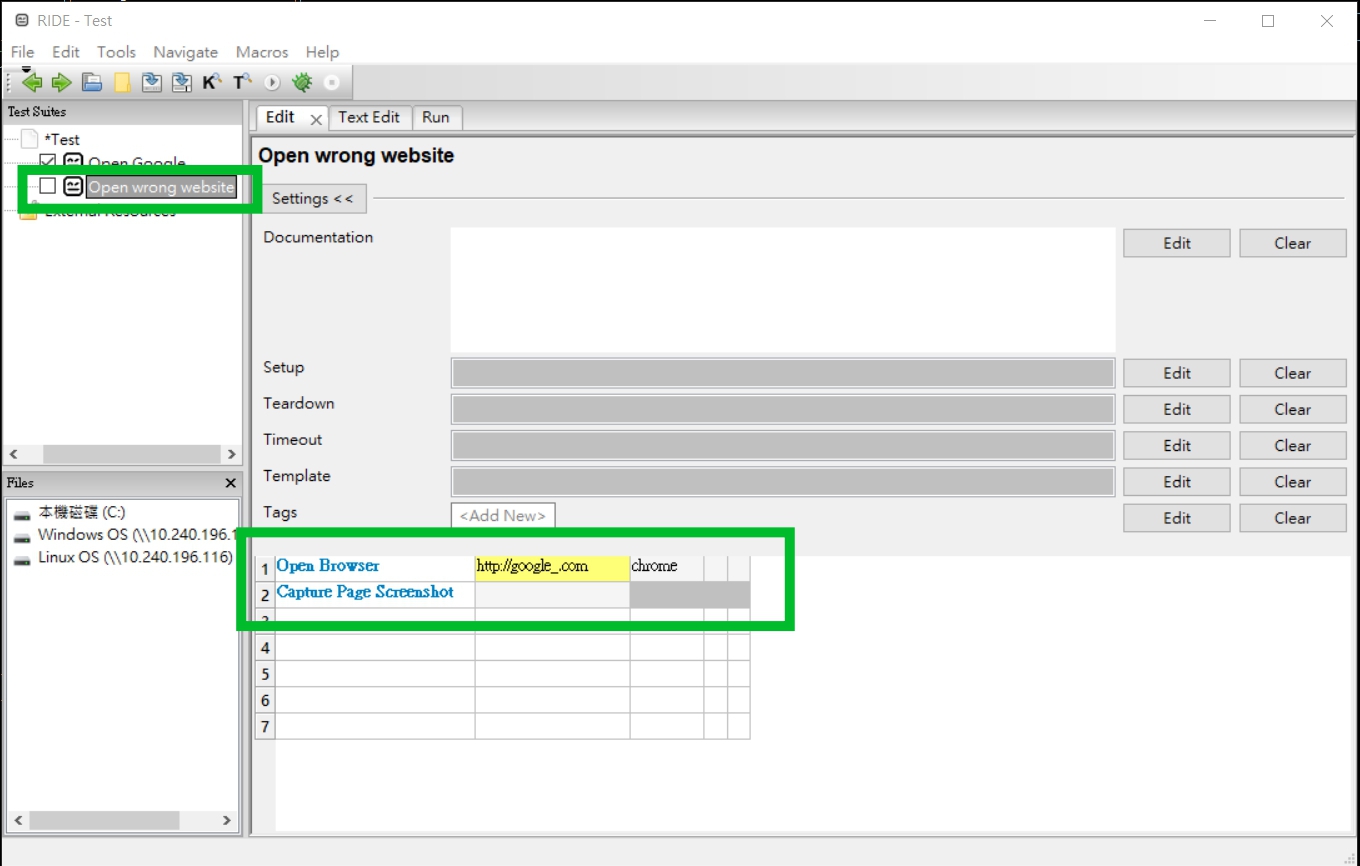 RIDE - Test
File Edit Tools Navigate Macros Help
K T
Test Suites
*Test
Open Google
Open wrong website
External Resources
Files
本機磁碟 (C:)
Windows OS (\\10.240.196.1
Linux OS (\\10.240.196.116)
Edit Text Edit Run
Open wrong website
Settings <<
Documentation Edit Clear
Setup Edit Clear
Teardown Edit Clear
Timeout Edit Clear
Template Edit Clear
Tags <Add New> Edit Clear
1 Open Browser http://google_.com chrome
2 Capture Page Screenshot
3
4
5
6
7